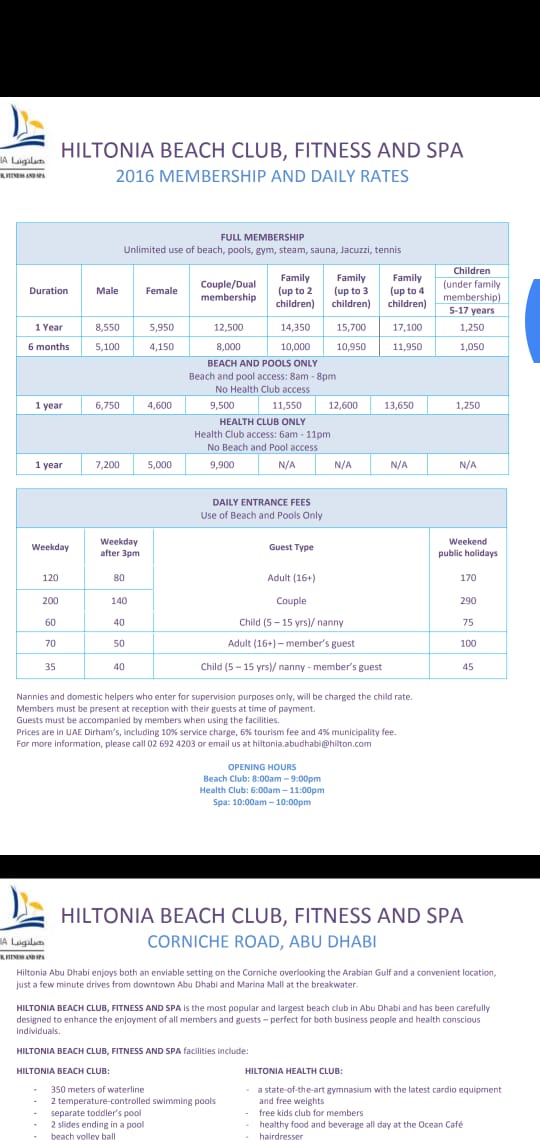 هيلتونيا
HILTONIA BEACH CLUB, FITNESS AND SPA
2016 MEMBERSHIP AND DAILY RATES
FULL MEMBERSHIP
Unlimited use of beach, pools, gym, steam, sauna, Jacuzzi, tennis
Duration Male Female Couple/Dual membership Family (up to 2 children) Family (up to 3 children) Family (up to 4 children) Children (under family membership) 5-17 years
1 Year 8,550 5,950 12,500 14,350 15,700 17,100 1,250
6 months 5,100 4,150 8,000 10,000 10,950 11,950 1,050
BEACH AND POOLS ONLY
Beach and pool access: 8am - 8pm
No Health Club access
1 year 6,750 4,600 9,500 11,550 12,600 13,650 1,250
HEALTH CLUB ONLY
Health Club access: 6am - 11pm
No Beach and Pool access
1 year 7,200 5,000 9,900 N/A N/A N/A N/A
DAILY ENTRANCE FEES
Use of Beach and Pools Only
Weekday Weekday after 3pm Guest Type Weekend public holidays
120 80 Adult (16+) 170
200 140 Couple 290
60 40 Child (5 – 15 yrs)/ nanny 75
70 50 Adult (16+) – member's guest 100
35 40 Child (5 – 15 yrs)/ nanny - member's guest 45
Nannies and domestic helpers who enter for supervision purposes only, will be charged the child rate.
Members must be present at reception with their guests at time of payment.
Guests must be accompanied by members when using the facilities.
Prices are in UAE Dirham's, including 10% service charge, 6% tourism fee and 4% municipality fee.
For more information, please call 02 692 4203 or email us at hiltonia.abudhabi@hilton.com
OPENING HOURS
Beach Club: 8:00am – 9:00pm
Health Club: 6:00am – 11:00pm
Spa: 10:00am – 10:00pm
هيلتونيا
HILTONIA BEACH CLUB, FITNESS AND SPA
CORNICHE ROAD, ABU DHABI
Hiltonia Abu Dhabi enjoys both an enviable setting on the Corniche overlooking the Arabian Gulf and a convenient location,
just a few minute drives from downtown Abu Dhabi and Marina Mall at the breakwater.
HILTONIA BEACH CLUB, FITNESS AND SPA is the most popular and largest beach club in Abu Dhabi and has been carefully
designed to enhance the enjoyment of all members and guests – perfect for both business people and health conscious
individuals.
HILTONIA BEACH CLUB, FITNESS AND SPA facilities include:
HILTONIA BEACH CLUB:
- 350 meters of waterline
- 2 temperature-controlled swimming pools
- separate toddler's pool
- 2 slides ending in a pool
- beach volley ball
HILTONIA HEALTH CLUB:
- a state-of-the-art gymnasium with the latest cardio equipment
and free weights
- free kids club for members
- healthy food and beverage all day at the Ocean Café
- hairdresser